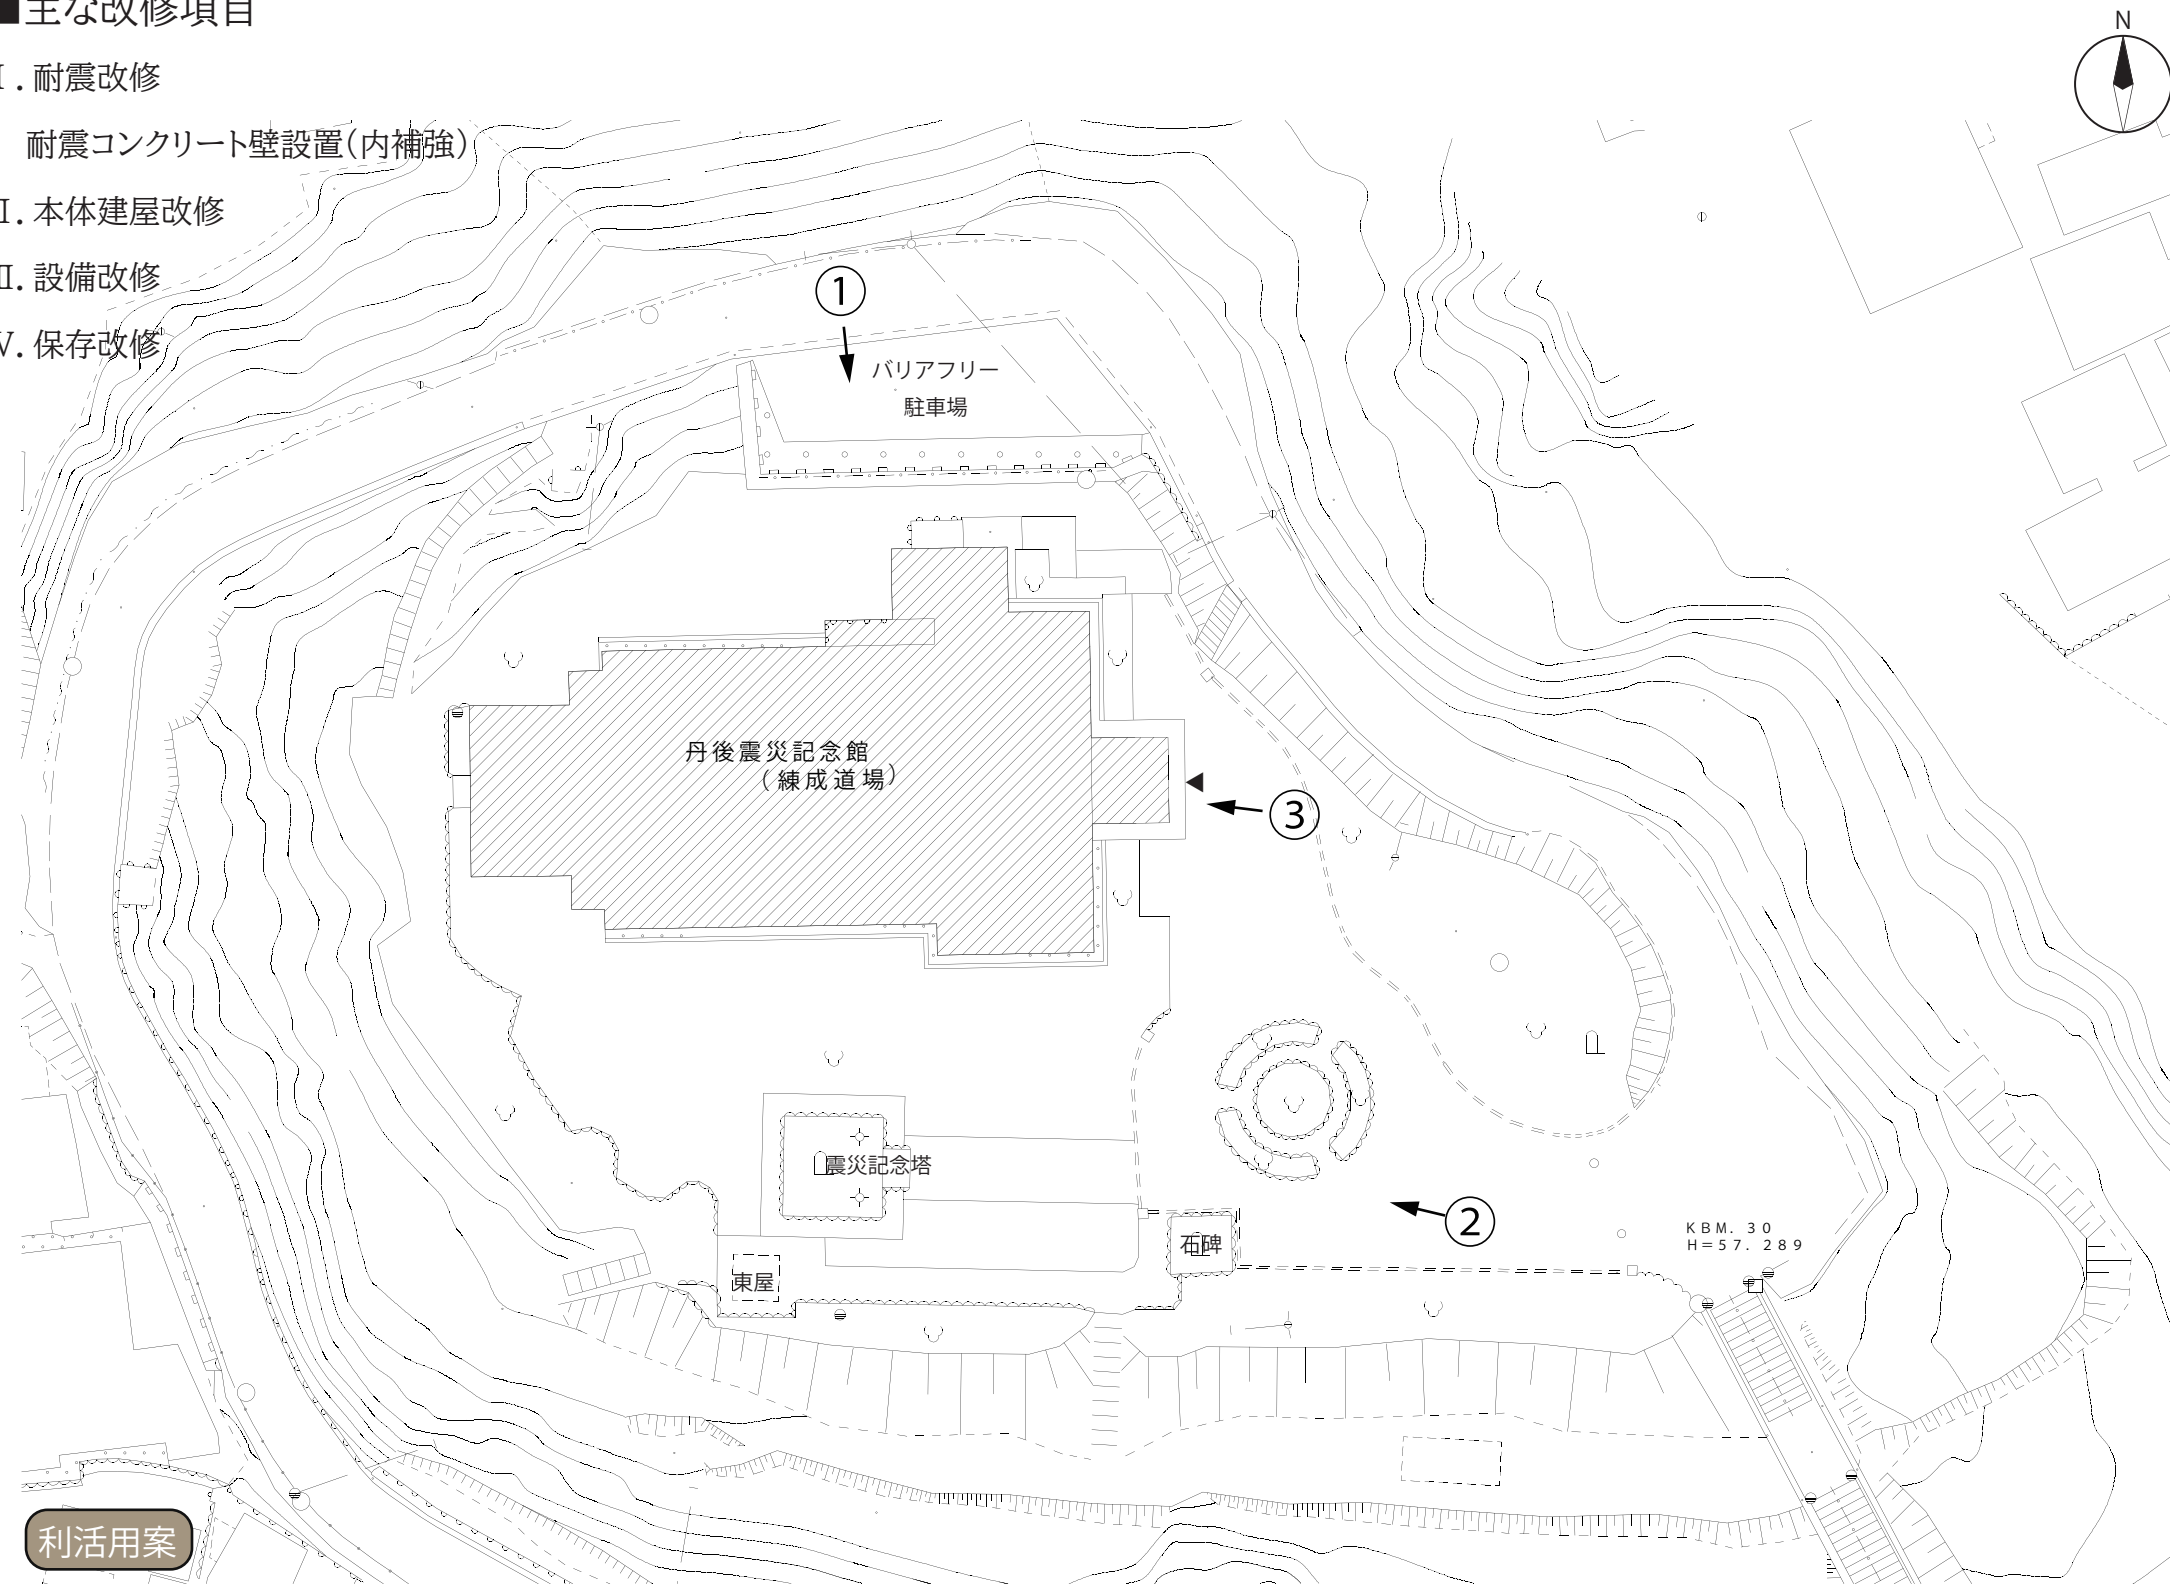 ■主な改修項目
N
Ⅰ. 耐震改修
耐震コンクリート壁設置(内補強)
Ⅱ. 本体建屋改修
Ⅲ. 設備改修
①
Ⅳ. 保存改修
バリアフリー
駐車場
丹後震災記念館
(練成道場)
③
震災記念塔
②
KBM. 30
H=57. 289
石碑
東屋
利活用案